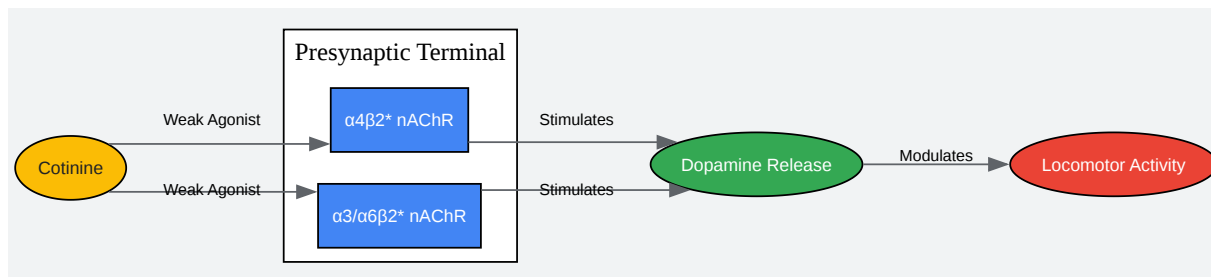 Presynaptic Terminal
Weak Agonist
α4β2* nAChR
Stimulates
Cotinine
Dopamine Release
Modulates
Locomotor Activity
Weak Agonist
α3/α6β2* nAChR
Stimulates